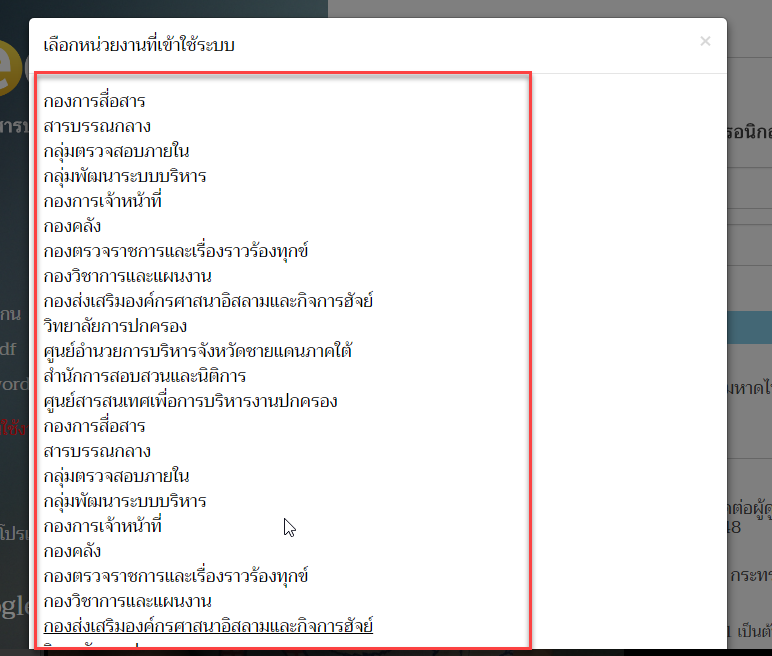 เลือกหน่วยงานที่เข้าใช้ระบบ
×
กองการสื่อสาร
สารบรรณกลาง
กลุ่มตรวจสอบภายใน
กลุ่มพัฒนาระบบบริหาร
กองการเจ้าหน้าที่
กองคลัง
กองตรวจราชการและเรื่องราวร้องทุกข์
กองวิชาการและแผนงาน
กองส่งเสริมองค์กรศาสนาอิสลามและกิจการฮัจย์
วิทยาลัยการปกครอง
ศูนย์อำนวยการบริหารจังหวัดชายแดนภาคใต้
สำนักการสอบสวนและนิติการ
ศูนย์สารสนเทศเพื่อการบริหารงานปกครอง
กองการสื่อสาร
สารบรรณกลาง
กลุ่มตรวจสอบภายใน
กลุ่มพัฒนาระบบบริหาร
กองการเจ้าหน้าที่
กองคลัง
กองตรวจราชการและเรื่องราวร้องทุกข์
กองวิชาการและแผนงาน
กองส่งเสริมองค์กรศาสนาอิสลามและกิจการฮัจย์